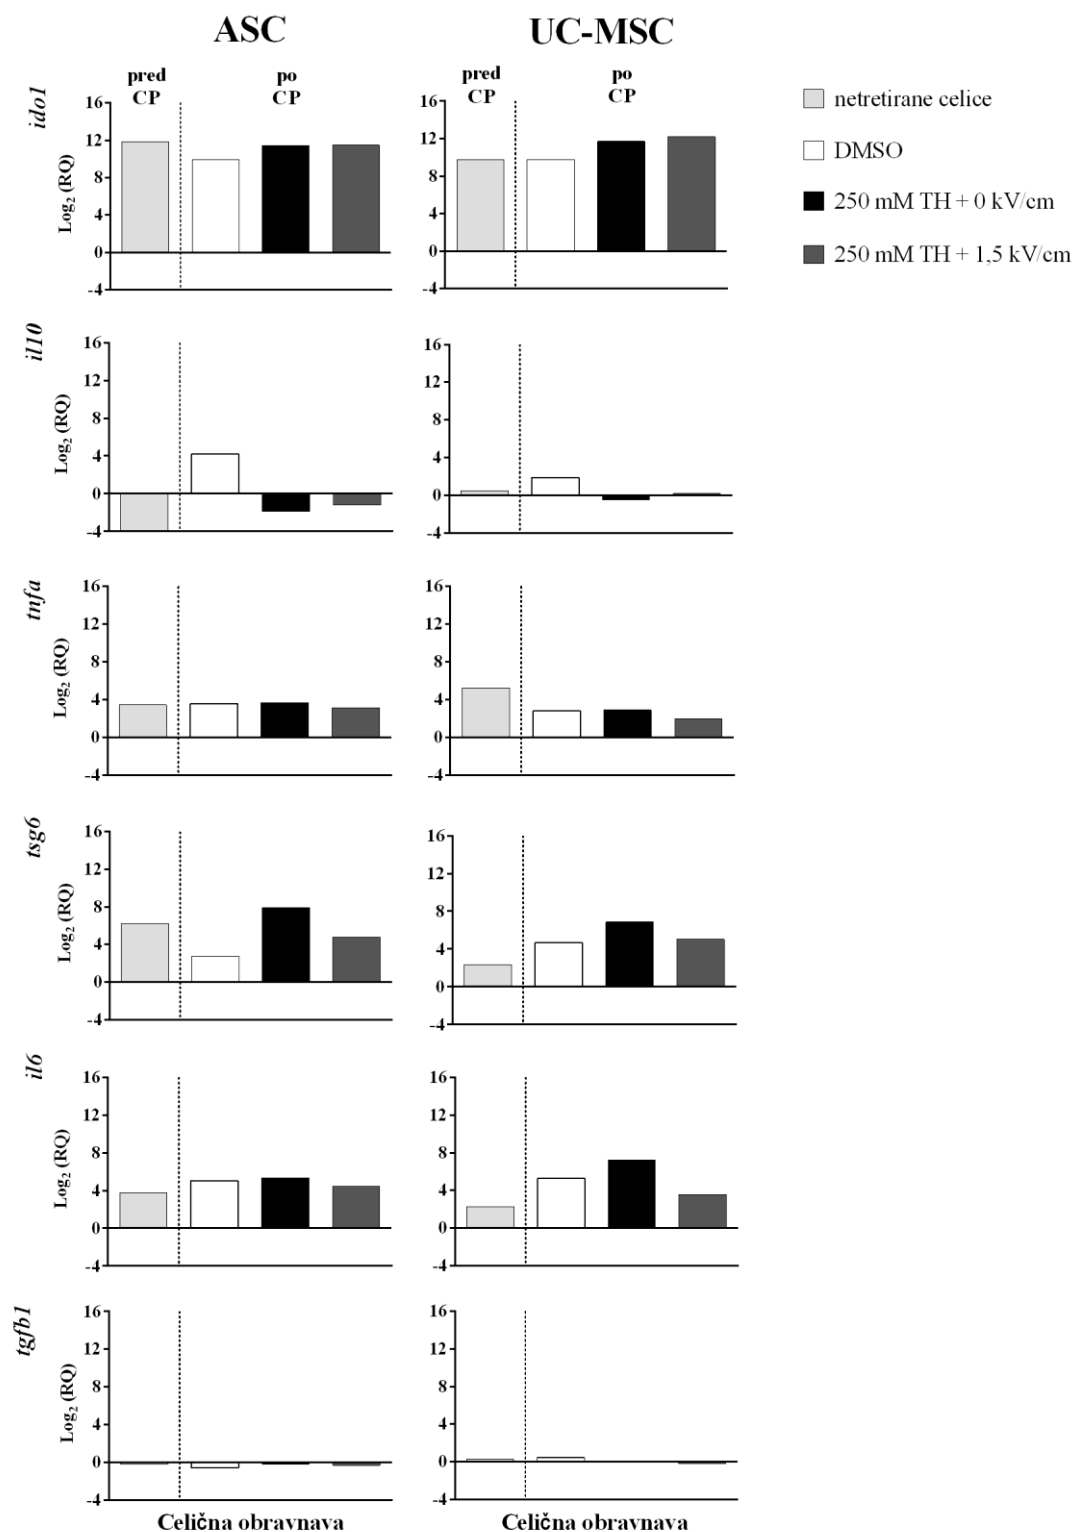 ASC
UC-MSC
pred
CP
po
CP
pred
CP
po
CP
netretirane celice
DMSO
250 mM TH + 0 kV/cm
250 mM TH + 1,5 kV/cm
ido1
Log₂ (RQ)
16
12
8
4
0
-4
16
12
8
4
0
-4
il10
Log₂ (RQ)
16
12
8
4
0
-4
16
12
8
4
0
-4
tnfa
Log₂ (RQ)
16
12
8
4
0
-4
16
12
8
4
0
-4
tsg6
Log₂ (RQ)
16
12
8
4
0
-4
16
12
8
4
0
-4
il6
Log₂ (RQ)
16
12
8
4
0
-4
16
12
8
4
0
-4
tgfb1
Log₂ (RQ)
16
12
8
4
0
-4
16
12
8
4
0
-4
Celična obravnava
Celična obravnava